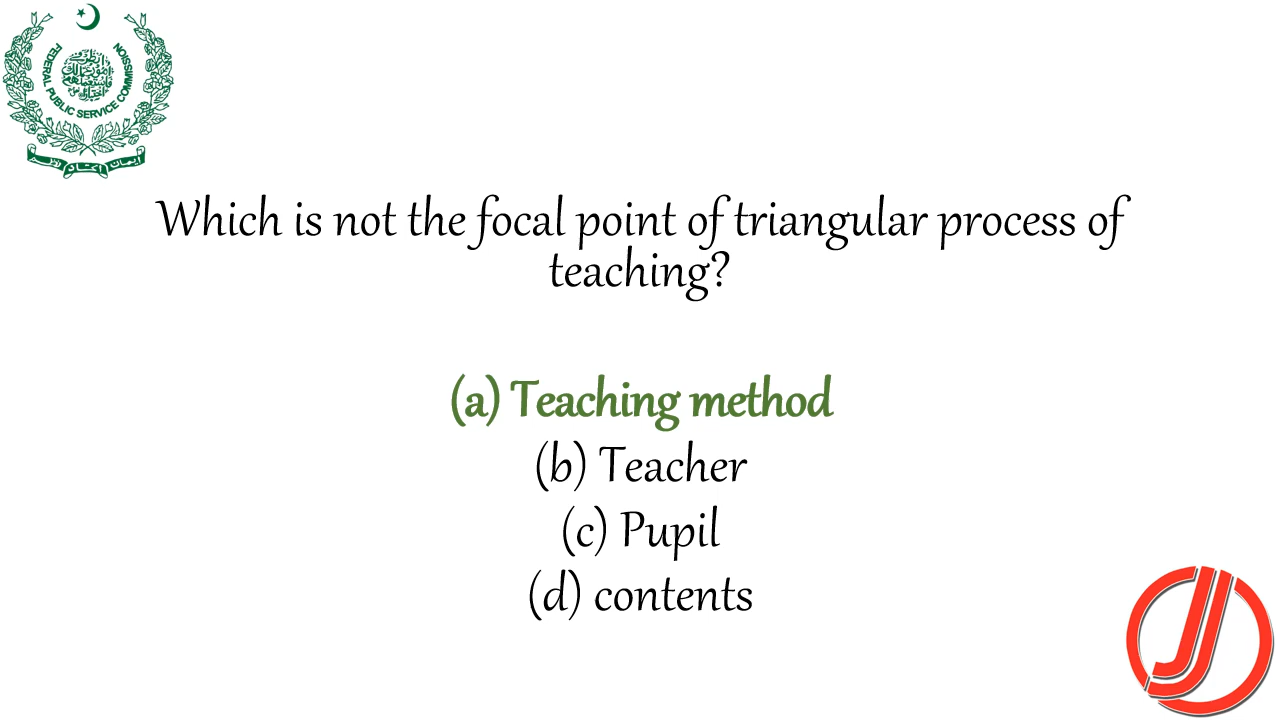 FEDERAL PUBLIC SERVICE COMMISSION
Which is not the focal point of triangular process of
teaching?
(a) Teaching method
(b) Teacher
(c) Pupil
(d) contents